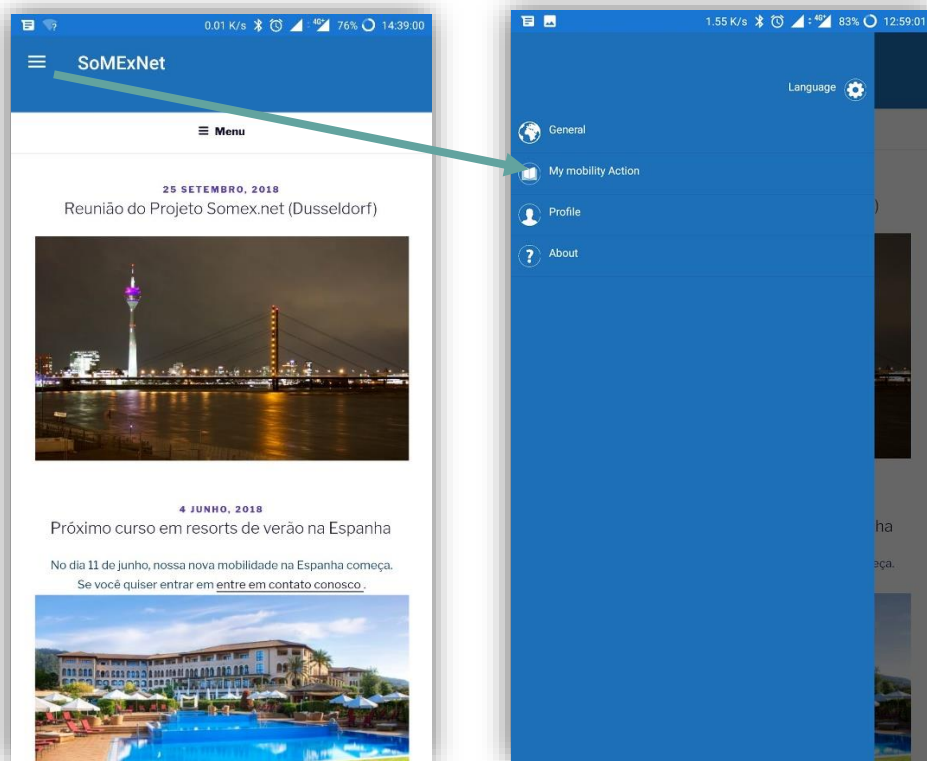 0.01 K/s 4G+ 76% 14:39:00
SoMExNet
Menu
25 SETEMBRO, 2018
Reunião do Projeto Somex.net (Dusseldorf)
4 JUNHO, 2018
Próximo curso em resorts de verão na Espanha
No dia 11 de junho, nossa nova mobilidade na Espanha começa.
Se você quiser entrar em entre em contato conosco .
1.55 K/s 4G+ 83% 12:59:01
Language
General
My mobility Action
Profile
? About
)
ha
eça.